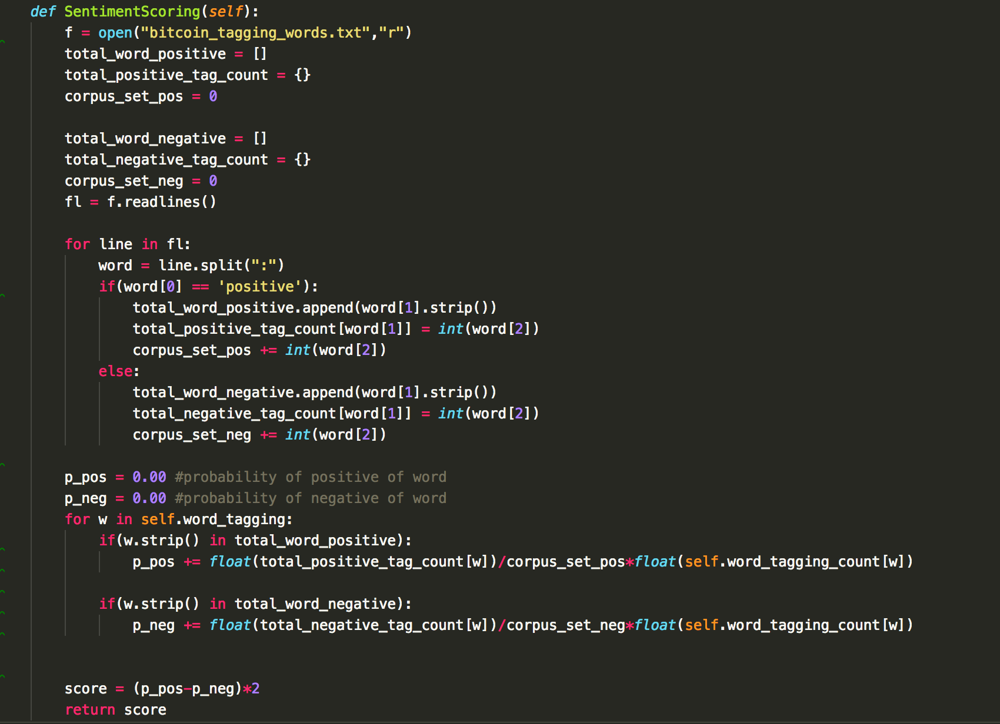 def SentimentScoring(self):
f = open("bitcoin_tagging_words.txt","r")
total_word_positive = []
total_positive_tag_count = {}
corpus_set_pos = 0
total_word_negative = []
total_negative_tag_count = {}
corpus_set_neg = 0
fl = f.readlines()
for line in fl:
word = line.split(":")
if(word[0] == 'positive'):
total_word_positive.append(word[1].strip())
total_positive_tag_count[word[1]] = int(word[2])
corpus_set_pos += int(word[2])
else:
total_word_negative.append(word[1].strip())
total_negative_tag_count[word[1]] = int(word[2])
corpus_set_neg += int(word[2])
p_pos = 0.00 #probability of positive of word
p_neg = 0.00 #probability of negative of word
for w in self.word_tagging:
if(w.strip() in total_word_positive):
p_pos += float(total_positive_tag_count[w])/corpus_set_pos*float(self.word_tagging_count[w])
if(w.strip() in total_word_negative):
p_neg += float(total_negative_tag_count[w])/corpus_set_neg*float(self.word_tagging_count[w])
score = (p_pos-p_neg)*2
return score